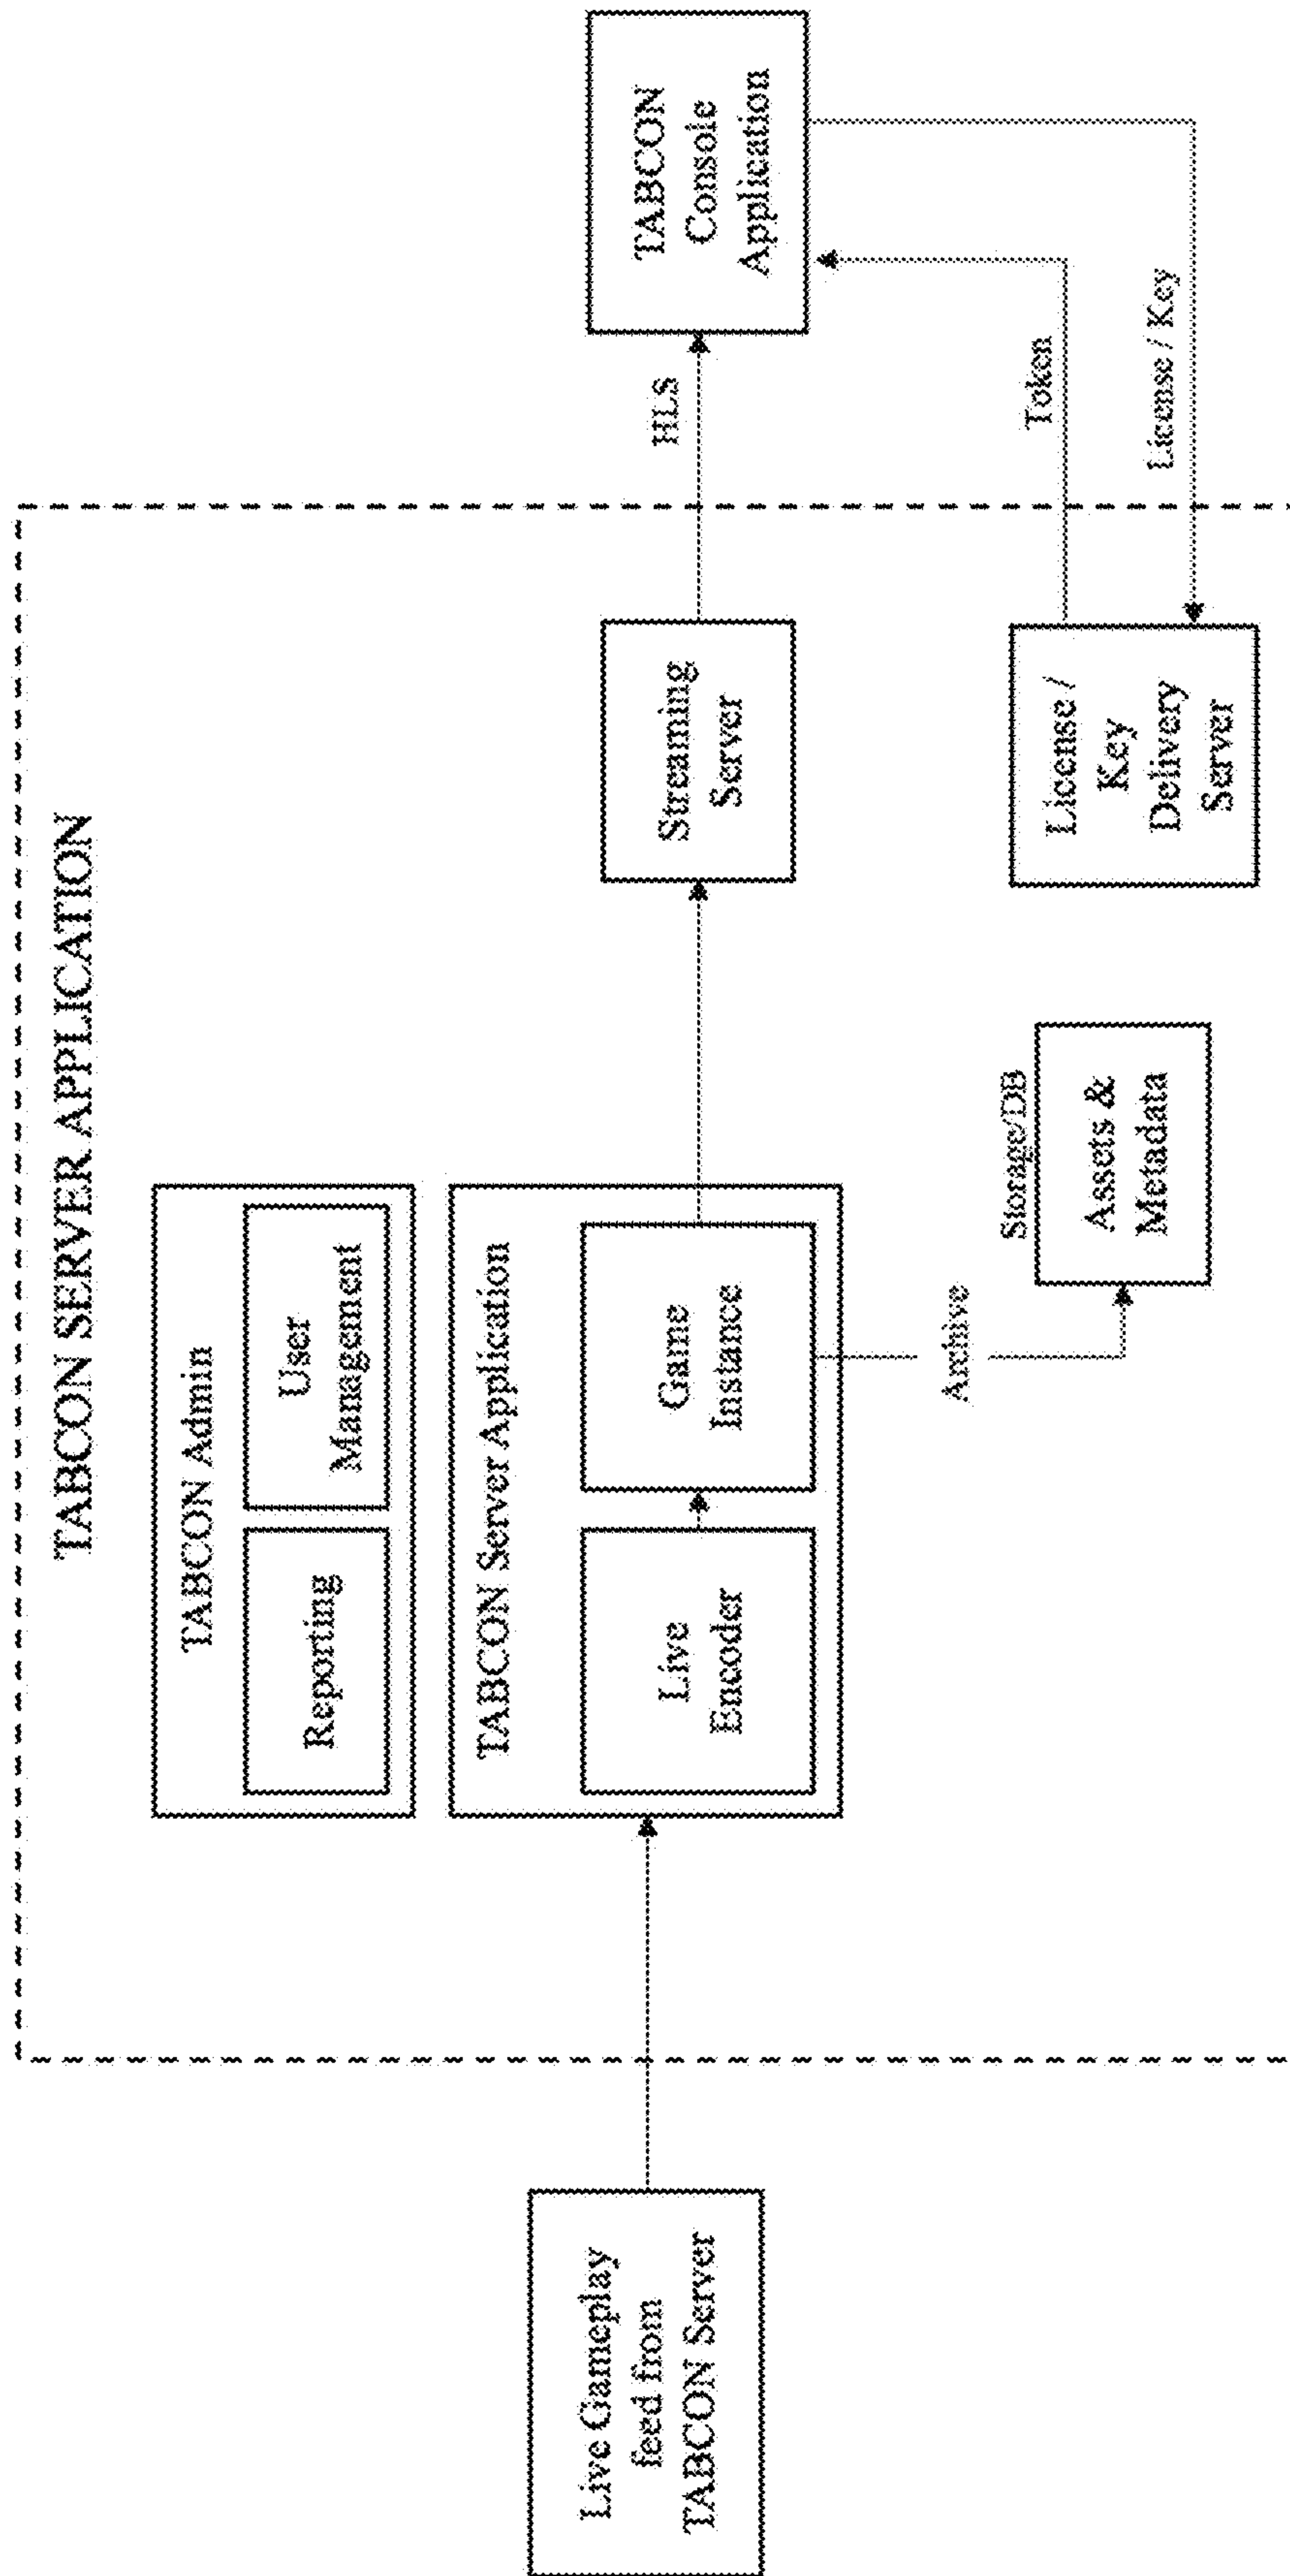 TABCON SERVER APPLICATION
TABCON Admin
Reporting
User
Management
TABCON Server Application
Live
Encoder
Game
Instance
Live Gameplay
feed from
TABCON Server
Streaming
Server
HLS
TABCON
Console
Application
Archive
Storage/DB
Assets &
Metadata
License /
Key
Delivery
Server
Token
License / Key